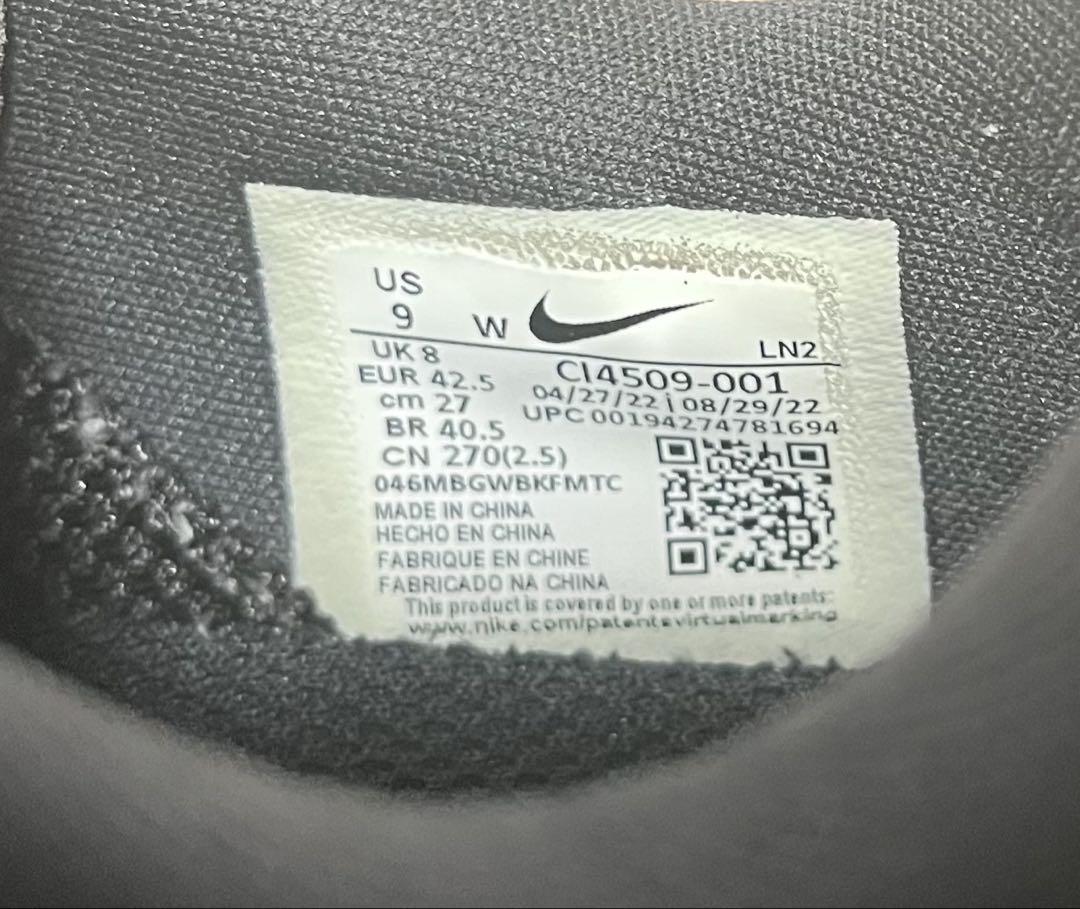 US
9 W
LN2
UK 8
CI4509-001
EUR 42.5
04/27/22 | 08/29/22
cm 27
UPC 00194274781694
BR 40.5
CN 270(2.5)
046MBGWBKFMTC
MADE IN CHINA
HECHO EN CHINA
FABRIQUE EN CHINE
FABRICADO NA CHINA
This product is covered by one or more patents:
www.nike.com/patentsvirtualmarking